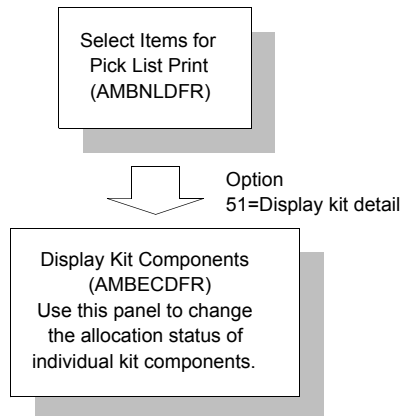 Select Items for
Pick List Print
(AMBNLDFR)
Option
51=Display kit detail
Display Kit Components
(AMBECDFR)
Use this panel to change
the allocation status of
individual kit components.